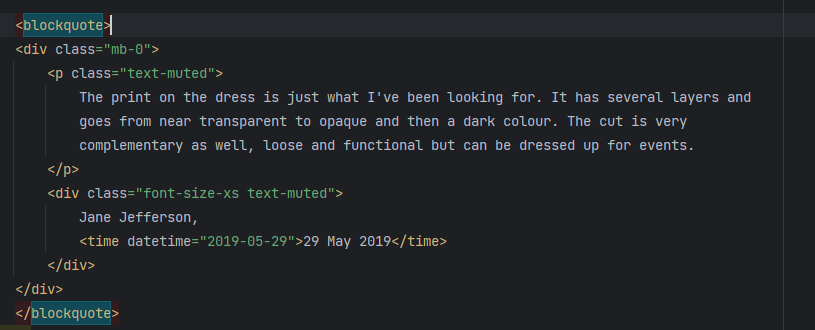 <blockquote>
<div class="mb-0">
<p class="text-muted">
The print on the dress is just what I've been looking for. It has several layers and
goes from near transparent to opaque and then a dark colour. The cut is very
complementary as well, loose and functional but can be dressed up for events.
</p>
<div class="font-size-xs text-muted">
Jane Jefferson,
<time datetime="2019-05-29">29 May 2019</time>
</div>
</div>
</blockquote>